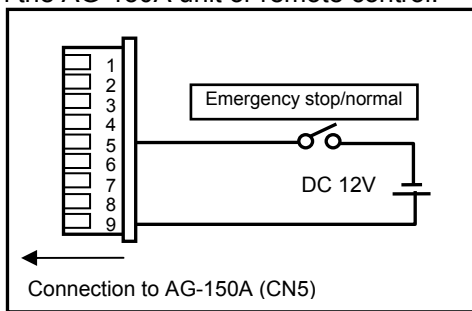 the AG-150A unit or remote control.
1
2
3
4
5
6
7
8
9
Emergency stop/normal
DC 12V
Connection to AG-150A (CN5)